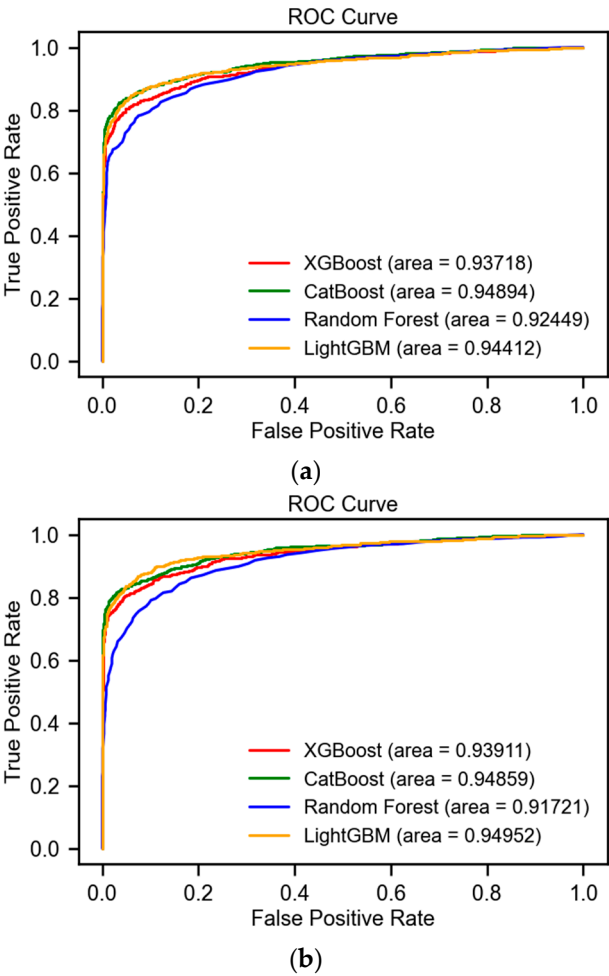 ROC Curve
1.0
0.8
0.6
0.4
0.2
0.0
True Positive Rate
XGBoost (area = 0.93718)
CatBoost (area = 0.94894)
Random Forest (area = 0.92449)
LightGBM (area = 0.94412)
0.0 0.2 0.4 0.6 0.8 1.0
False Positive Rate
(a)
ROC Curve
1.0
0.8
0.6
0.4
0.2
0.0
True Positive Rate
XGBoost (area = 0.93911)
CatBoost (area = 0.94859)
Random Forest (area = 0.91721)
LightGBM (area = 0.94952)
0.0 0.2 0.4 0.6 0.8 1.0
False Positive Rate
(b)